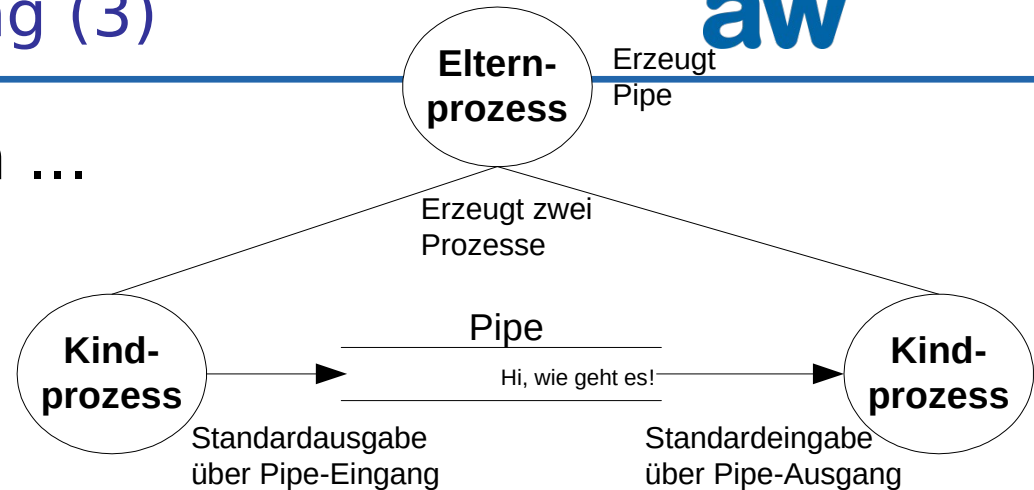 g (3)
aw
Eltern-
prozess
Erzeugt
Pipe
...
Erzeugt zwei
Prozesse
Pipe
Kind-
prozess
Hi, wie geht es!
Kind-
prozess
Standardausgabe
über Pipe-Eingang
Standardeingabe
über Pipe-Ausgang